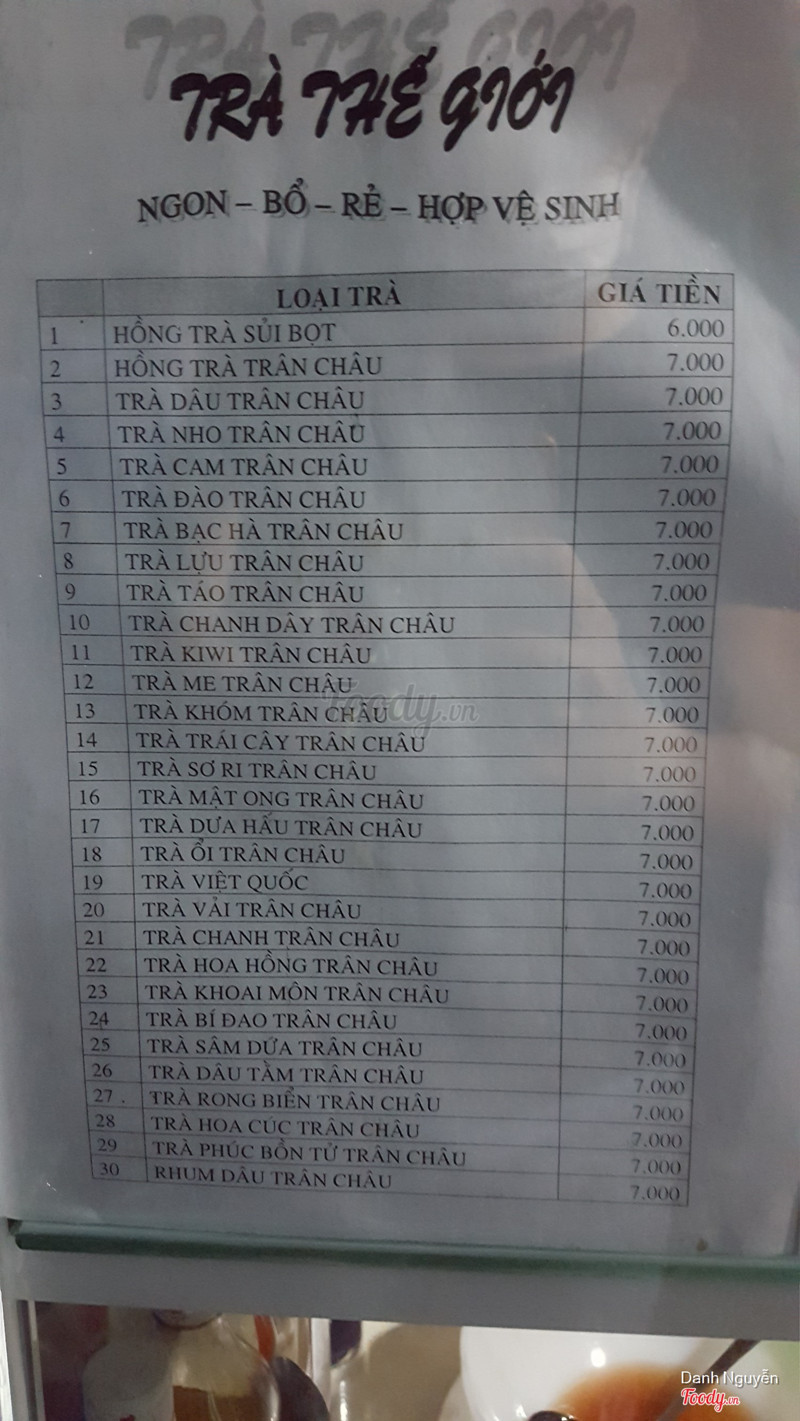 TRÀ THẾ GIỚI
NGON – BỔ – RẺ – HỢP VỆ SINH
LOẠI TRÀ GIÁ TIỀN
1 HỒNG TRÀ SỦI BỌT 6.000
2 HỒNG TRÀ TRÂN CHÂU 7.000
3 TRÀ DÂU TRÂN CHÂU 7.000
4 TRÀ NHO TRÂN CHÂU 7.000
5 TRÀ CAM TRÂN CHÂU 7.000
6 TRÀ ĐÀO TRÂN CHÂU 7.000
7 TRÀ BẠC HÀ TRÂN CHÂU 7.000
8 TRÀ LỰU TRÂN CHÂU 7.000
9 TRÀ TÁO TRÂN CHÂU 7.000
10 TRÀ CHANH DÂY TRÂN CHÂU 7.000
11 TRÀ KIWI TRÂN CHÂU 7.000
12 TRÀ ME TRÂN CHÂU 7.000
13 TRÀ KHÓM TRÂN CHÂU 7.000
14 TRÀ TRÁI CÂY TRÂN CHÂU 7.000
15 TRÀ SƠ RI TRÂN CHÂU 7.000
16 TRÀ MẬT ONG TRÂN CHÂU 7.000
17 TRÀ DƯA HẤU TRÂN CHÂU 7.000
18 TRÀ ỔI TRÂN CHÂU 7.000
19 TRÀ VIỆT QUỐC 7.000
20 TRÀ VẢI TRÂN CHÂU 7.000
21 TRÀ CHANH TRÂN CHÂU 7.000
22 TRÀ HOA HỒNG TRÂN CHÂU 7.000
23 TRÀ KHOAI MÔN TRÂN CHÂU 7.000
24 TRÀ BÍ ĐAO TRÂN CHÂU 7.000
25 TRÀ SÂM DỨA TRÂN CHÂU 7.000
26 TRÀ DÂU TẰM TRÂN CHÂU 7.000
27 TRÀ RONG BIỂN TRÂN CHÂU 7.000
28 TRÀ HOA CÚC TRÂN CHÂU 7.000
29 TRÀ PHÚC BỒN TỬ TRÂN CHÂU 7.000
30 RHUM DÂU TRÂN CHÂU 7.000
Foody.vn
Danh Nguyễn
Foody.vn